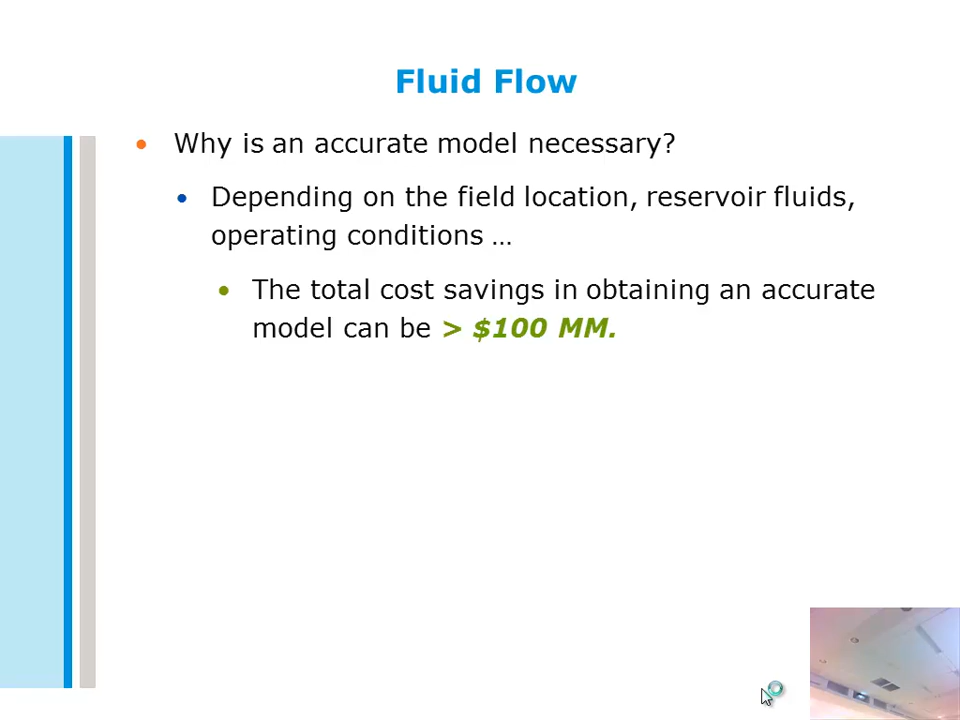 Fluid Flow
• Why is an accurate model necessary?
• Depending on the field location, reservoir fluids,
operating conditions …
• The total cost savings in obtaining an accurate
model can be > $100 MM.